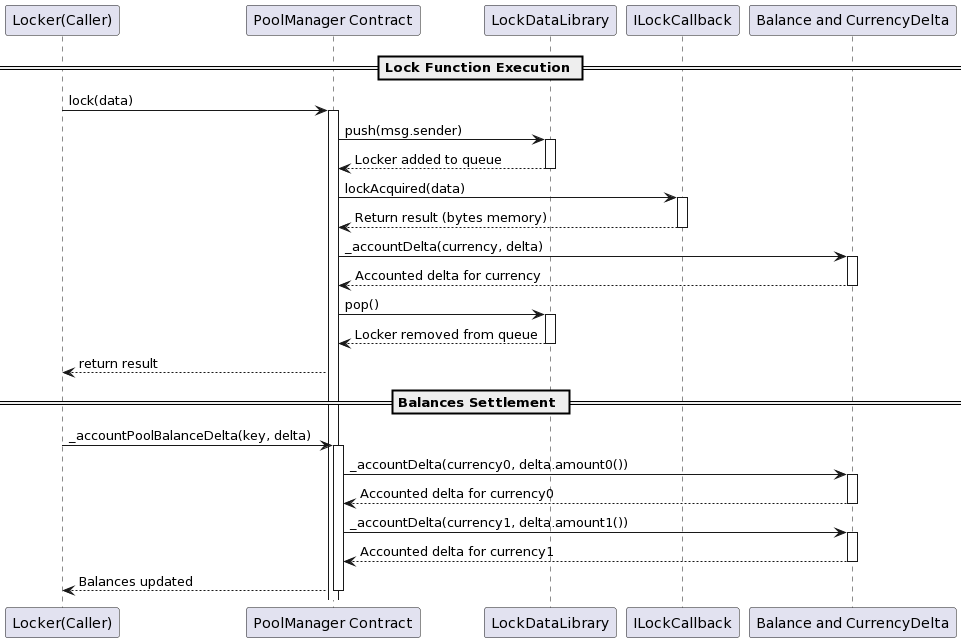 Locker(Caller)
PoolManager Contract
LockDataLibrary
ILockCallback
Balance and CurrencyDelta
Lock Function Execution
lock(data)
push(msg.sender)
Locker added to queue
lockAcquired(data)
Return result (bytes memory)
_accountDelta(currency, delta)
Accounted delta for currency
pop()
Locker removed from queue
return result
Balances Settlement
_accountPoolBalanceDelta(key, delta)
_accountDelta(currency0, delta.amount0())
Accounted delta for currency0
_accountDelta(currency1, delta.amount1())
Accounted delta for currency1
Balances updated
Locker(Caller)
PoolManager Contract
LockDataLibrary
ILockCallback
Balance and CurrencyDelta